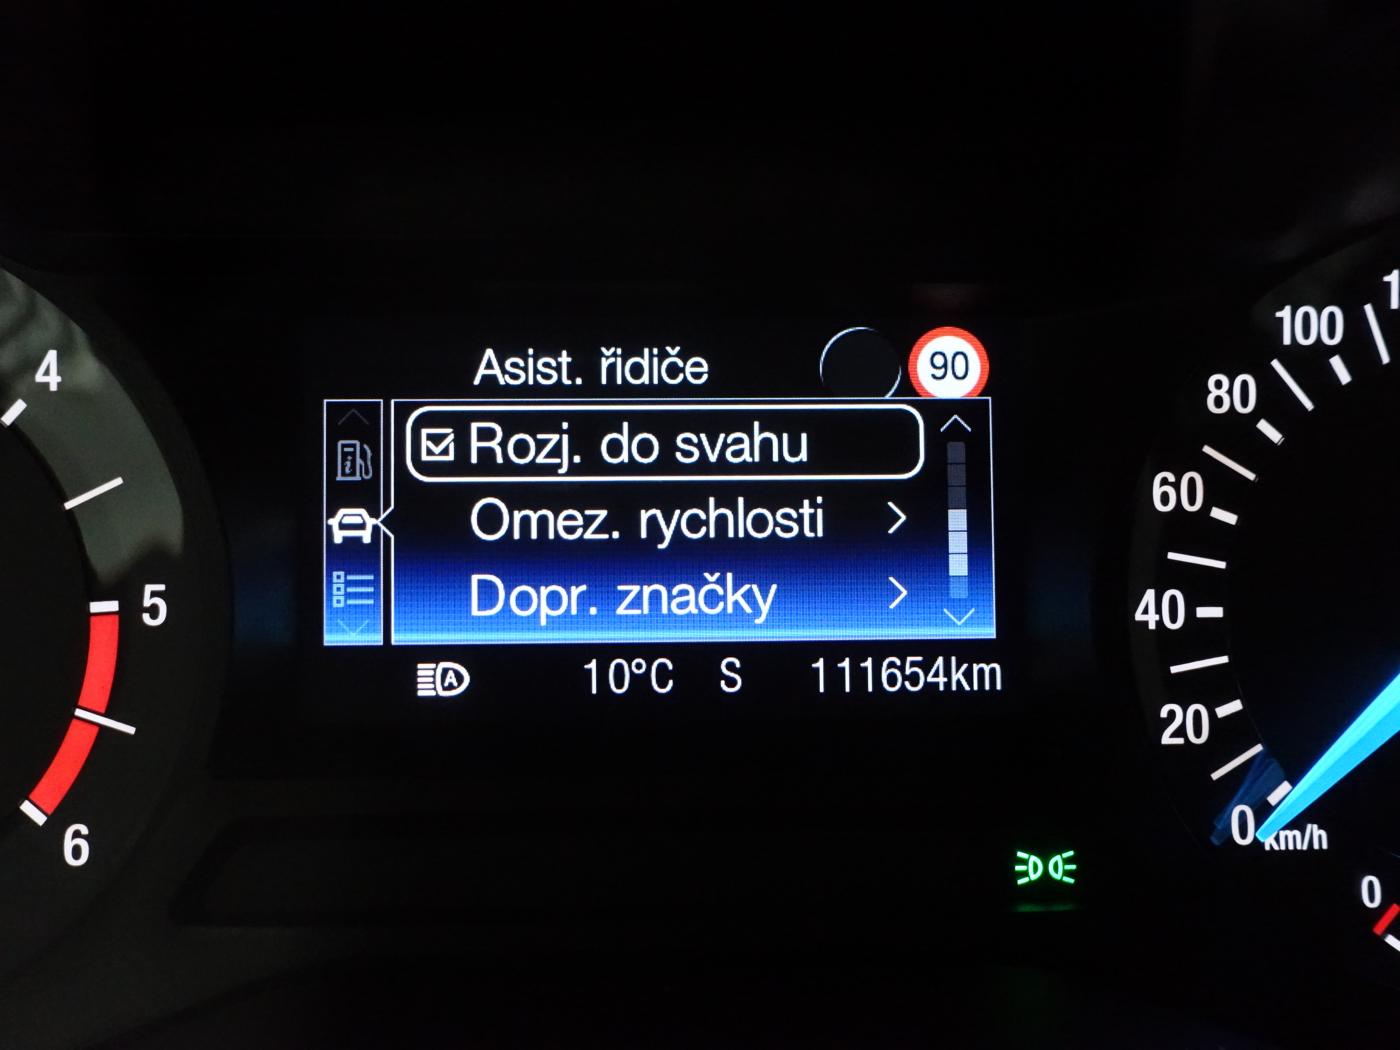 Asist. řidiče
90
Rozj. do svahu
Omez. rychlosti
Dopr. značky
A
10°C S 111654km
4
5
6
100
80
60
40
20
0
km/h
0